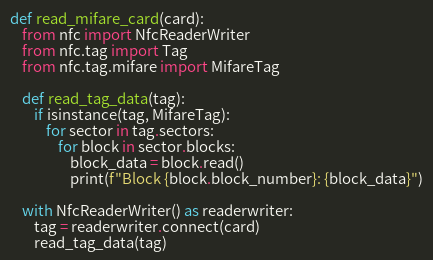 def read_mifare_card(card):
    from nfc import NfcReaderWriter
    from nfc.tag import Tag
    from nfc.tag.mifare import MifareTag

    def read_tag_data(tag):
        if isinstance(tag, MifareTag):
            for sector in tag.sectors:
                for block in sector.blocks:
                    block_data = block.read()
                    print(f"Block {block.block_number}: {block_data}")

    with NfcReaderWriter() as readerwriter:
        tag = readerwriter.connect(card)
        read_tag_data(tag)